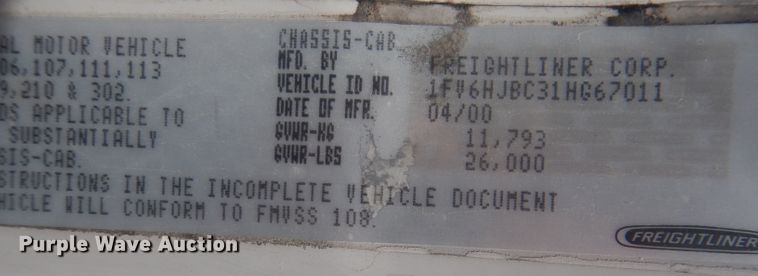 AL MOTOR VEHICLE
06,107,111,113
9,210 & 302.
DS APPLICABLE TO
SUBSTANTIALLY
SIS-CAB.
STRUCTIONS IN THE INCOMPLETE VEHICLE DOCUMENT
HICLE WILL CONFORM TO FMVSS 108.
CHASSIS-CAB
MFD. BY FREIGHTLINER CORP.
VEHICLE ID NO. 1FV6HJBC31HG67011
DATE OF MFR. 04/00
GVWR-KG 11,793
GVWR-LBS 26,000
FREIGHTLINER
Purple Wave Auction